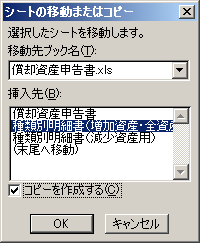 シートの移動またはコピー
選択したシートを移動します。
移動先ブック名(T):
償却資産申告書.xls
挿入先(B):
償却資産申告書
種類別明細書(増加資産・全資産
種類別明細書(減少資産用)
(末尾へ移動)
コピーを作成する(C)
OK
キャンセル